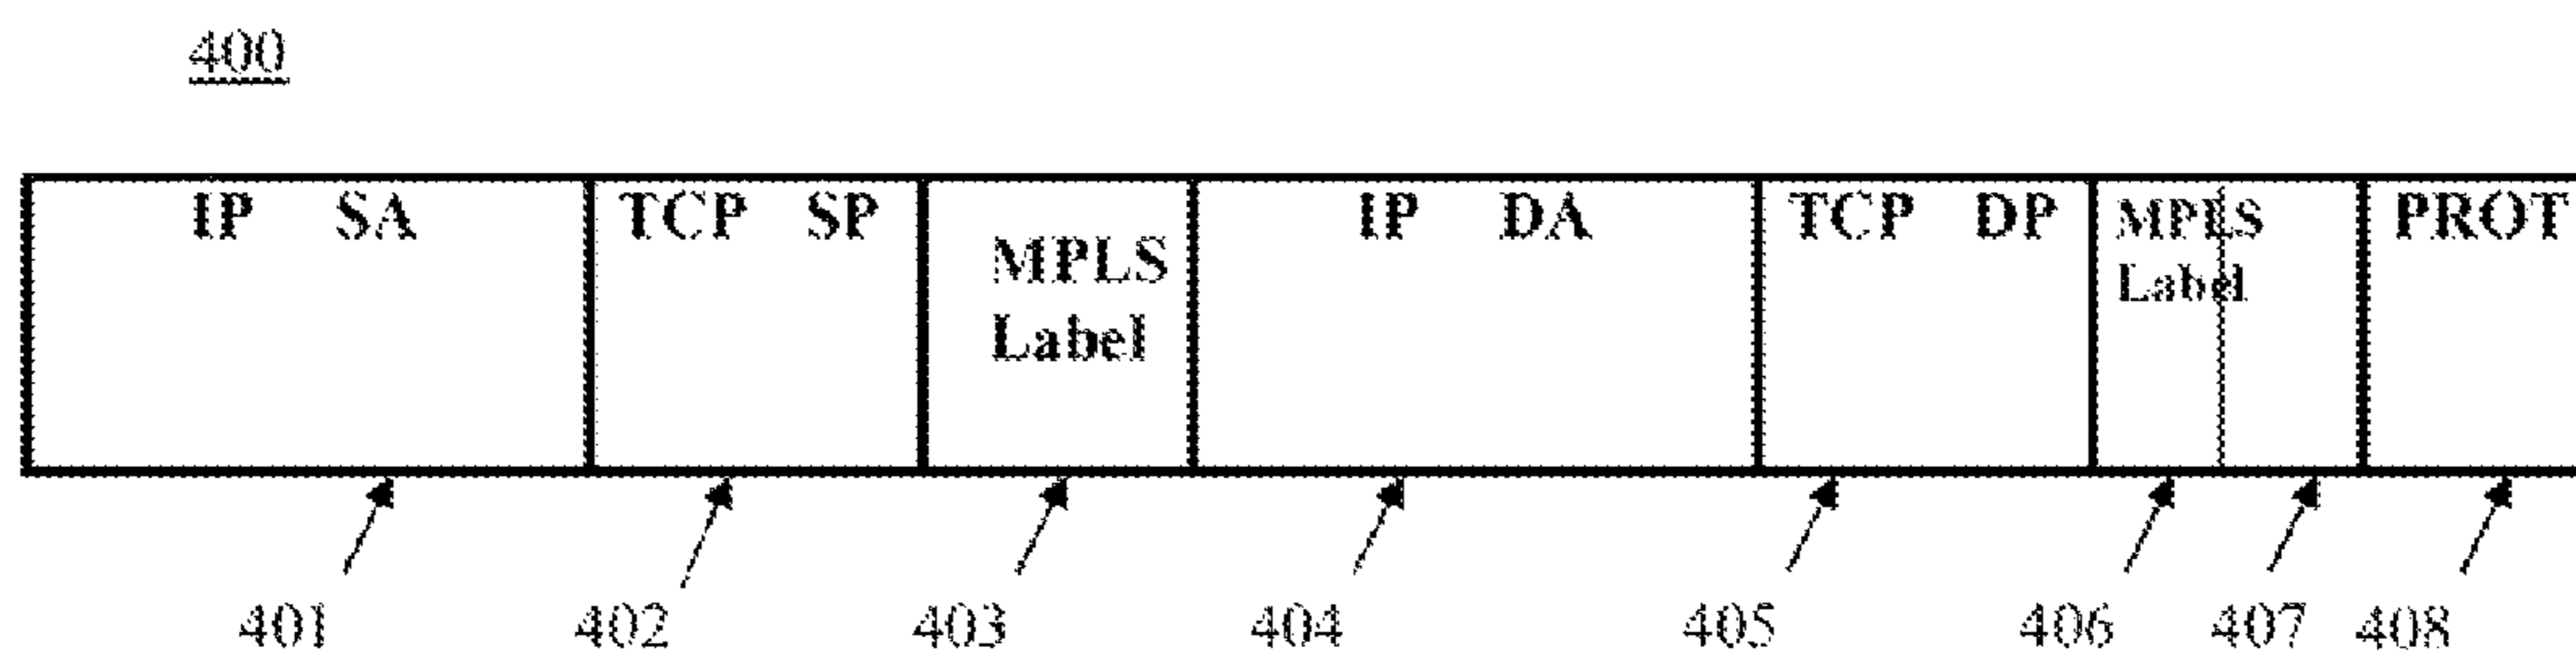 400
IP SA TCP SP MPLS Label IP DA TCP DP MPLS Label PROT
401 402 403 404 405 406 407 408